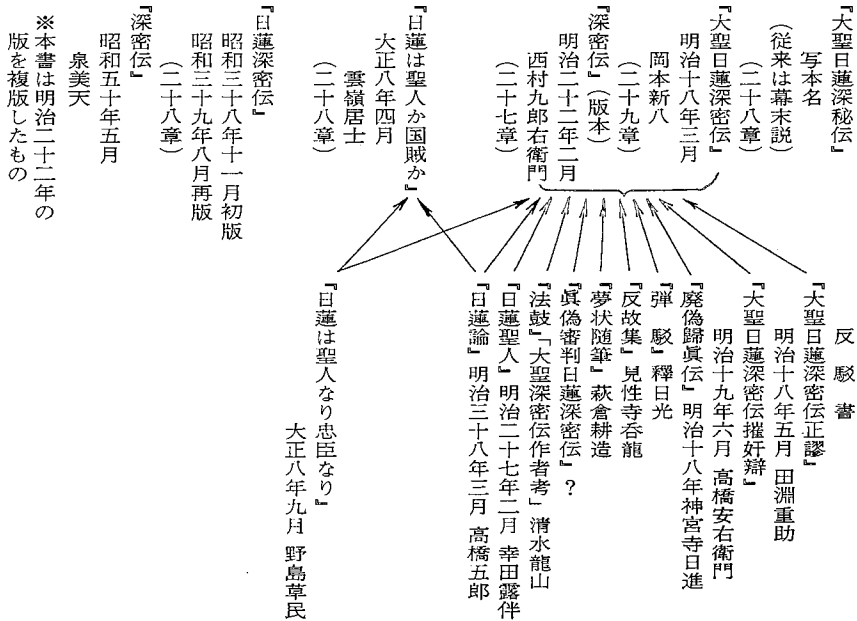 『大聖日蓮深秘伝』
写本名
（従来は幕末説）
（二十八章）
『大聖日蓮深密伝』
明治十八年三月
岡本新八
（二十九章）
『深密伝』（版本）
明治二十二年二月
西村九郎右衛門
（二十七章）
『日蓮は聖人か国賊か』
大正八年四月
雲嶺居士
（二十八章）
『日蓮深密伝』
昭和三十八年十一月初版
昭和三十九年八月再版
（二十八章）
『深密伝』
昭和五十年五月
泉美天
※本書は明治二十二年の
版を複版したもの
反駁書
『大聖日蓮深密伝正謬』
明治十八年五月 田淵重助
『大聖日蓮深密伝摧奸辯』
明治十九年六月 高橋安右衛門
『廃偽歸眞伝』明治十八年神宮寺日進
『弾駁』釋日光
『反故集』見性寺呑龍
『夢状随筆』萩倉耕造
『眞偽審判日蓮深密伝』？
『法鼓』「大聖深密伝作者考」清水龍山
『日蓮聖人』明治二十七年二月 幸田露伴
『日蓮論』明治三十八年三月 高橋五郎
『日蓮は聖人なり忠臣なり』
大正八年九月 野島草民